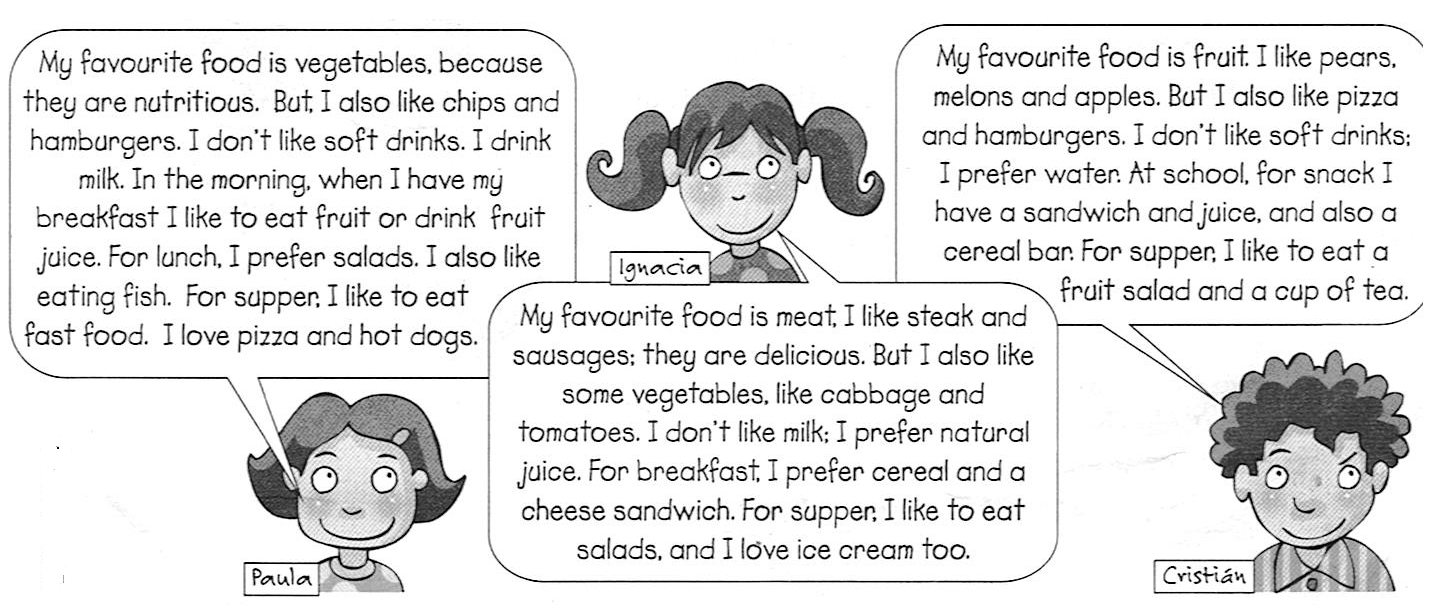 My favourite food is vegetables, because
they are nutritious. But, I also like chips and
hamburgers. I don't like soft drinks. I drink
milk. In the morning, when I have my
breakfast I like to eat fruit or drink fruit
juice. For lunch, I prefer salads. I also like
eating fish. For supper, I like to eat
fast food. I love pizza and hot dogs.
Paula
Ignacia
My favourite food is meat, I like steak and
sausages; they are delicious. But I also like
some vegetables, like cabbage and
tomatoes. I don't like milk; I prefer natural
juice. For breakfast, I prefer cereal and a
cheese sandwich. For supper, I like to eat
salads, and I love ice cream too.
My favourite food is fruit. I like pears,
melons and apples. But I also like pizza
and hamburgers. I don't like soft drinks;
I prefer water. At school, for snack I
have a sandwich and juice, and also a
cereal bar. For supper, I like to eat a
fruit salad and a cup of tea.
Cristián